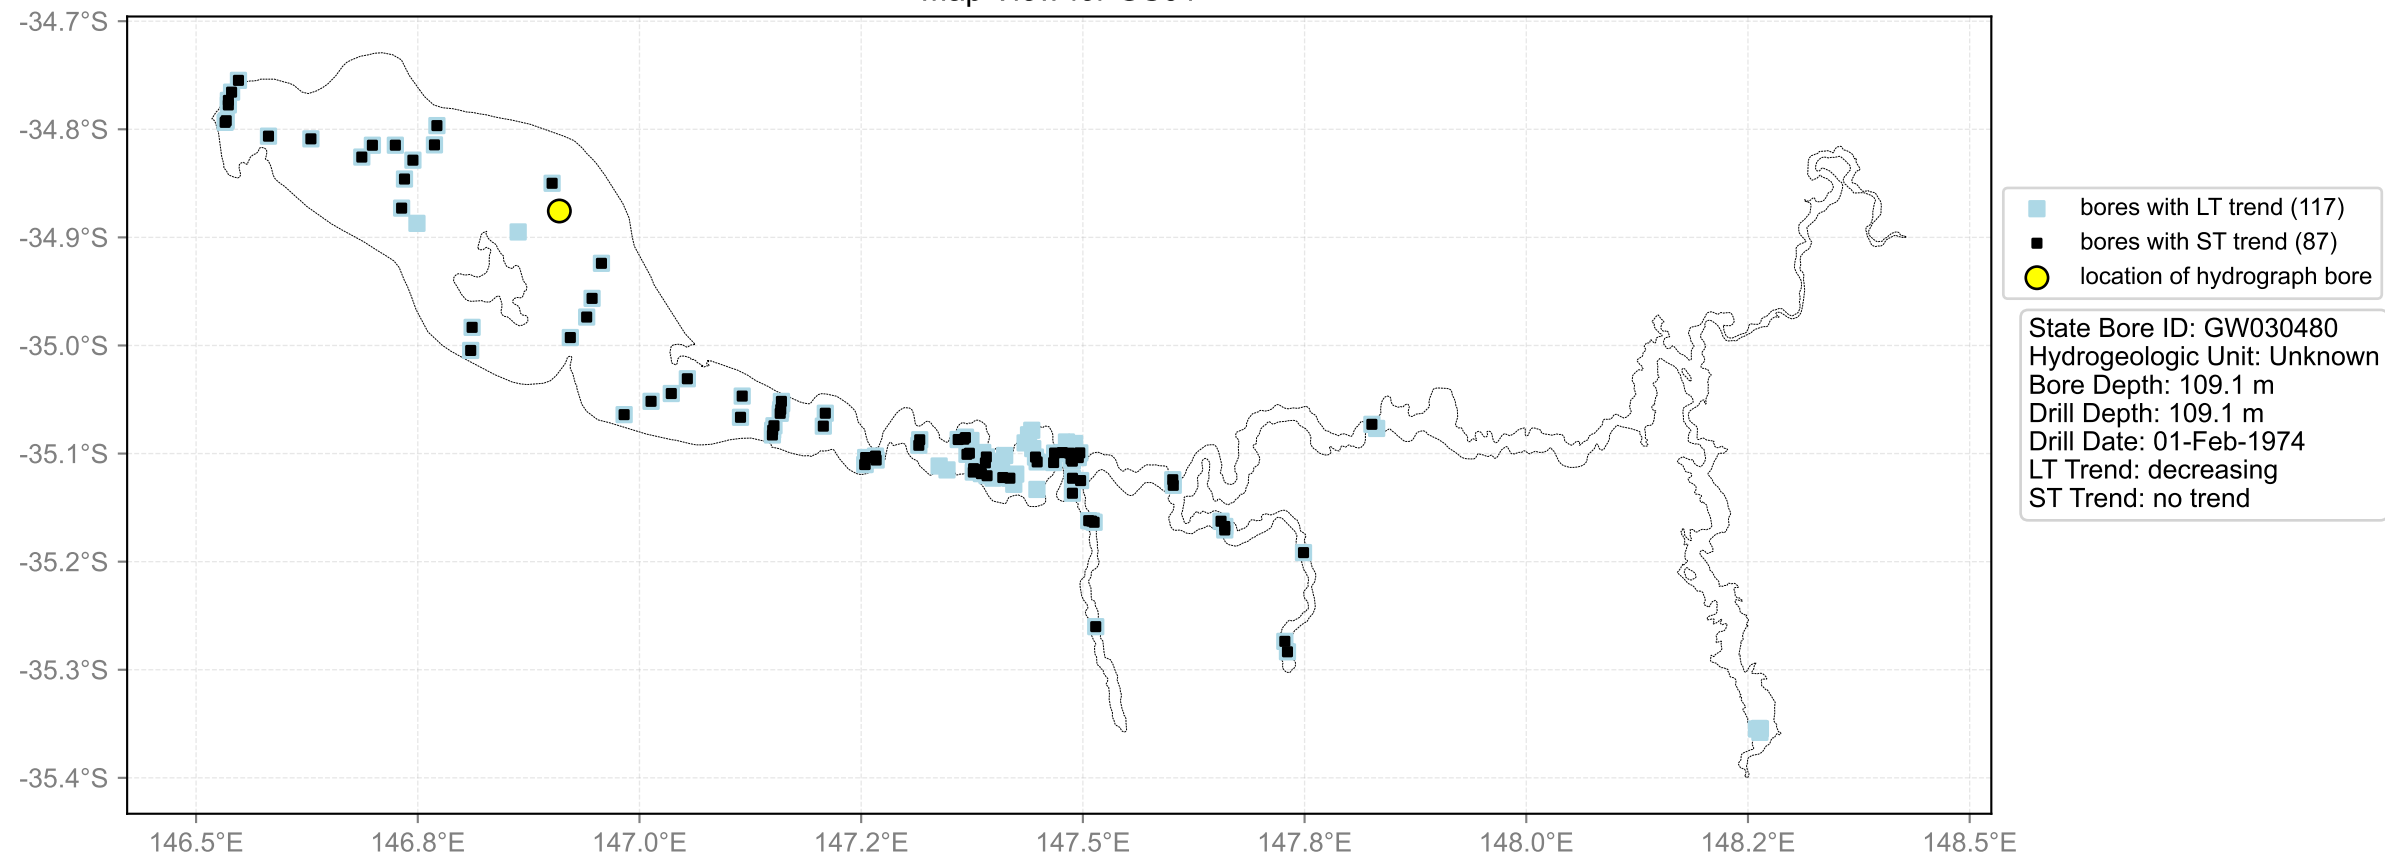 -34.7°S
-34.8°S
-34.9°S
-35.0°S
-35.1°S
-35.2°S
-35.3°S
-35.4°S
146.5°E 146.8°E 147.0°E 147.2°E 147.5°E 147.8°E 148.0°E 148.2°E 148.5°E
bores with LT trend (117)
bores with ST trend (87)
location of hydrograph bore
State Bore ID: GW030480
Hydrogeologic Unit: Unknown
Bore Depth: 109.1 m
Drill Depth: 109.1 m
Drill Date: 01-Feb-1974
LT Trend: decreasing
ST Trend: no trend